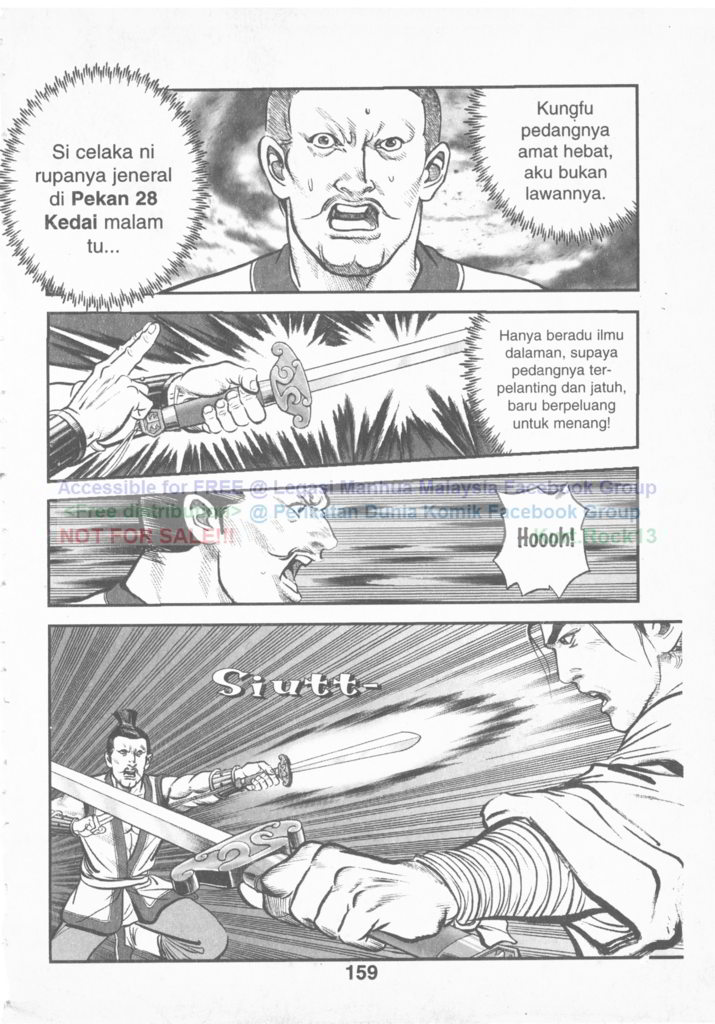 Si celaka ni
rupanya jeneral
di Pekan 28
Kedai malam
tu...
Kungfu
pedangnya
amat hebat,
aku bukan
lawannya.
Hanya beradu ilmu
dalaman, supaya
pedangnya ter-
pelanting dan jatuh,
baru berpeluang
untuk menang!
Accessible for FREE @ Legasi Manhua Malaysia Facebook Group
<Free distribution> @ Perikatan Dunia Komik Facebook Group
NOT FOR SALE!!!
Hoooh!
Siutt-
159